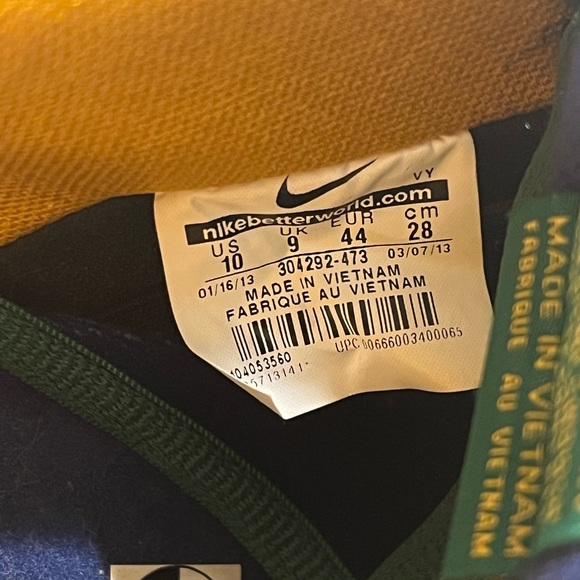 VY
nikebetterworld.com
US UK EUR cm
10 9 44 28
01/16/13 304292-473 03/07/13
MADE IN VIETNAM
FABRIQUE AU VIETNAM
UPC 00666003400065
MADE IN VIETNAM
FABRIQUE AU VIETNAM